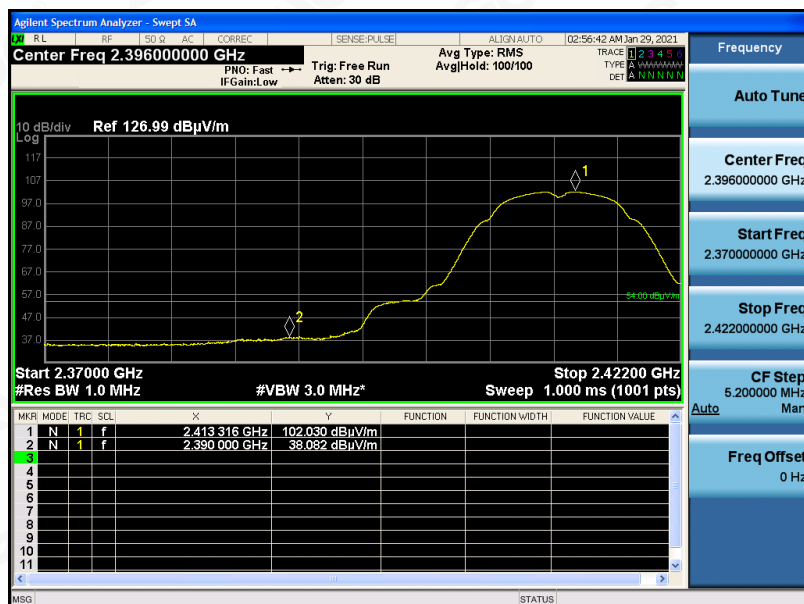 Agilent Spectrum Analyzer - Swept SA
LXI RL RF 50 Ω AC CORREC SENSE:PULSE ALIGN AUTO 02:56:42 AM Jan 29, 2021
Center Freq 2.396000000 GHz
PNO: Fast
IFGain:Low
Trig: Free Run
Atten: 30 dB
Avg Type: RMS
Avg|Hold: 100/100
TRACE 1 2 3 4 5 6
TYPE A
DET A N N N N N
10 dB/div Ref 126.99 dBµV/m
Log
117
107
97.0
87.0
77.0
67.0
57.0
47.0
37.0
1
2
54.00 dBµV/m
Start 2.37000 GHz Stop 2.42200 GHz
#Res BW 1.0 MHz #VBW 3.0 MHz* Sweep 1.000 ms (1001 pts)
MKR MODE TRC SCL X Y FUNCTION FUNCTION WIDTH FUNCTION VALUE
1 N 1 f 2.413 316 GHz 102.030 dBµV/m
2 N 1 f 2.390 000 GHz 38.082 dBµV/m
3
4
5
6
7
8
9
10
11
MSG STATUS
Frequency
Auto Tune
Center Freq
2.396000000 GHz
Start Freq
2.370000000 GHz
Stop Freq
2.422000000 GHz
CF Step
5.200000 MHz
Auto Man
Freq Offset
0 Hz